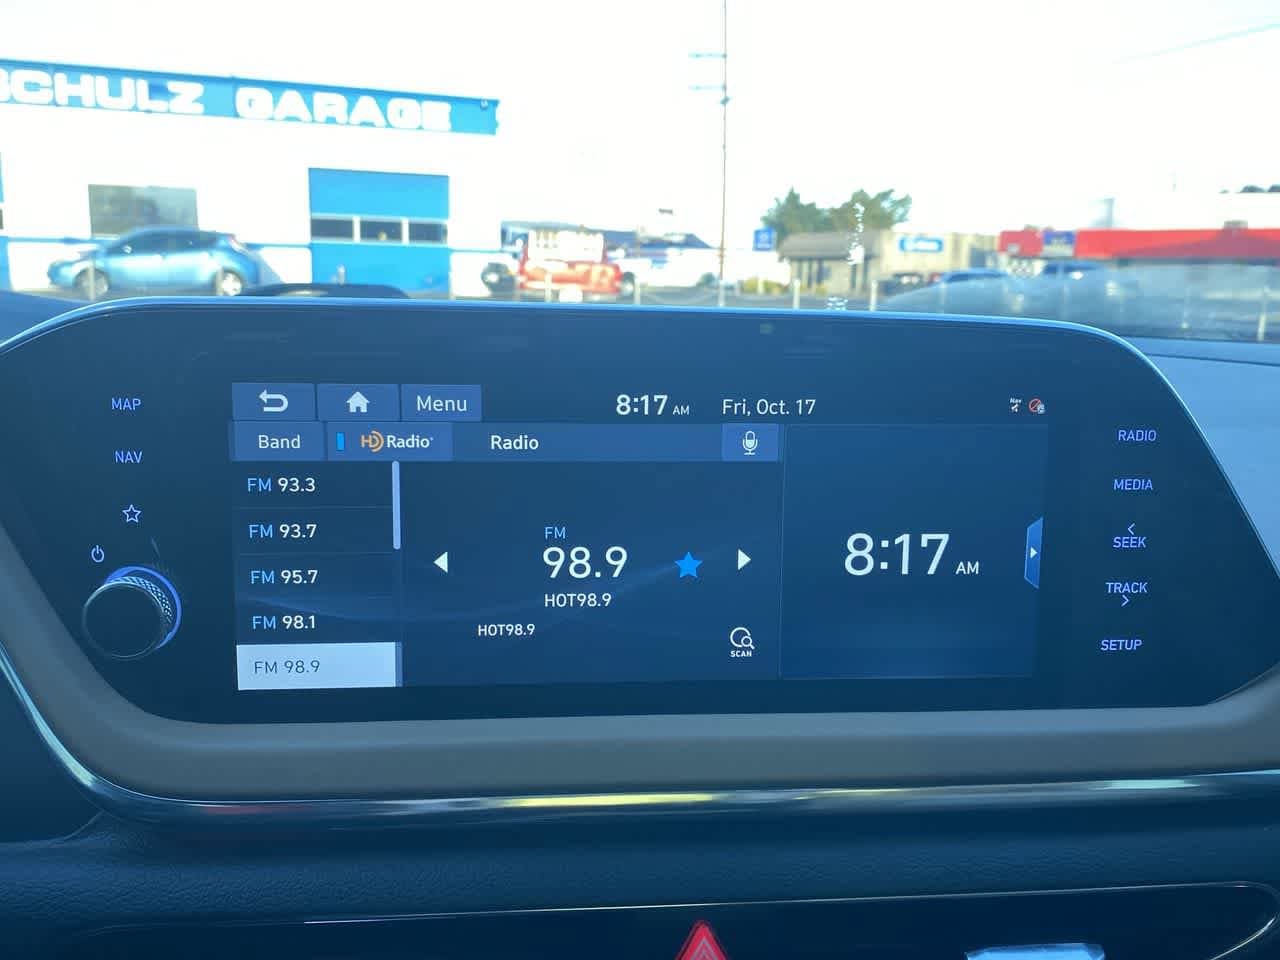 SCHULZ GARAGE
MAP
NAV
Menu
8:17 AM
Fri, Oct. 17
Nav
Band
HD Radio
Radio
FM 93.3
FM 93.7
FM 95.7
FM 98.1
FM 98.9
FM
98.9
HOT98.9
HOT98.9
SCAN
8:17 AM
RADIO
MEDIA
<
SEEK
TRACK
>
SETUP